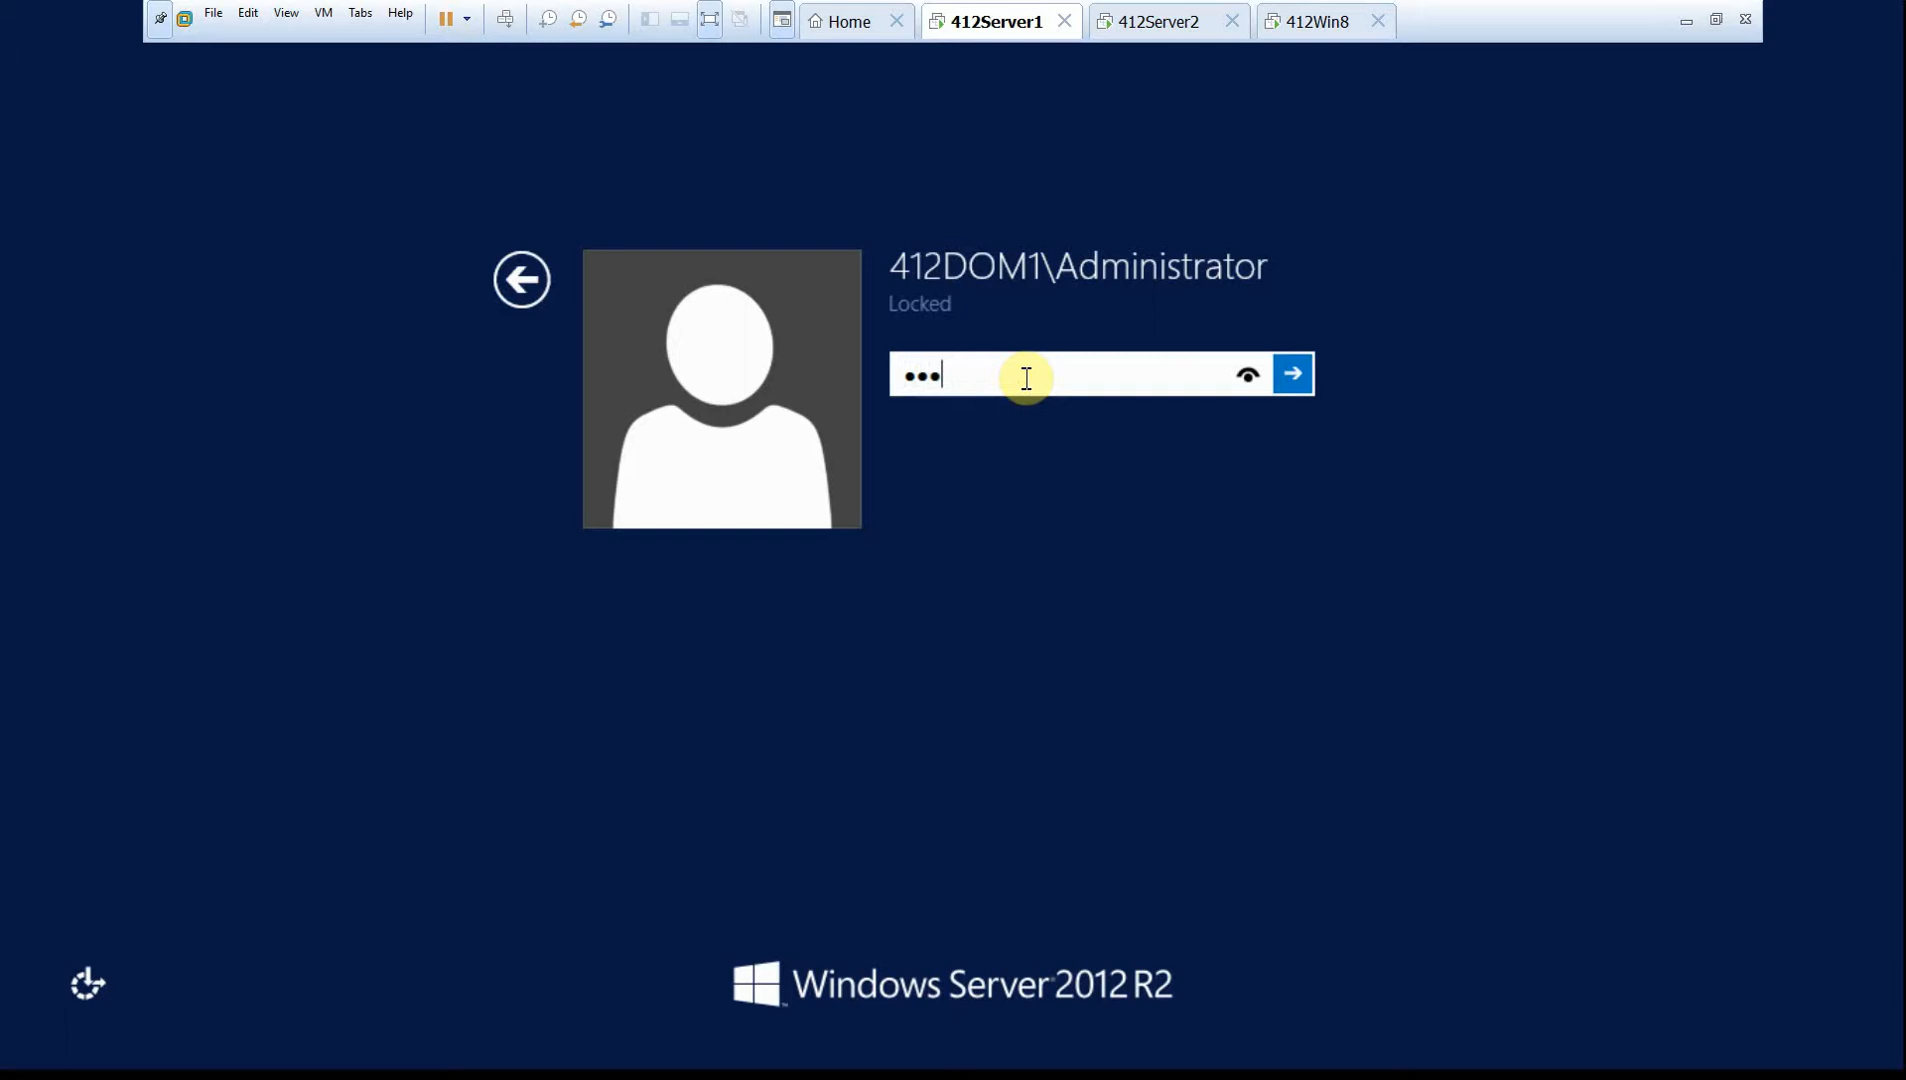 File Edit View VM Tabs Help Home 412Server1 412Server2 412Win8
412DOM1\Administrator
Locked
Windows Server 2012 R2